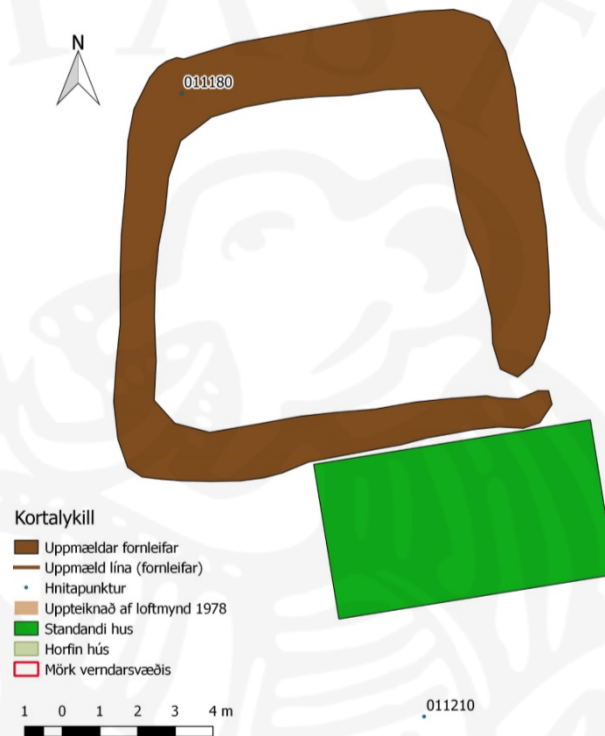 N
011180
Kortalykill
Uppmældar fornleifar
Uppmæld lína (fornleifar)
Hnitapunktur
Uppteiknað af loftmynd 1978
Standandi hus
Horfin hús
Mörk verndarsvæðis
1 0 1 2 3 4 m
011210